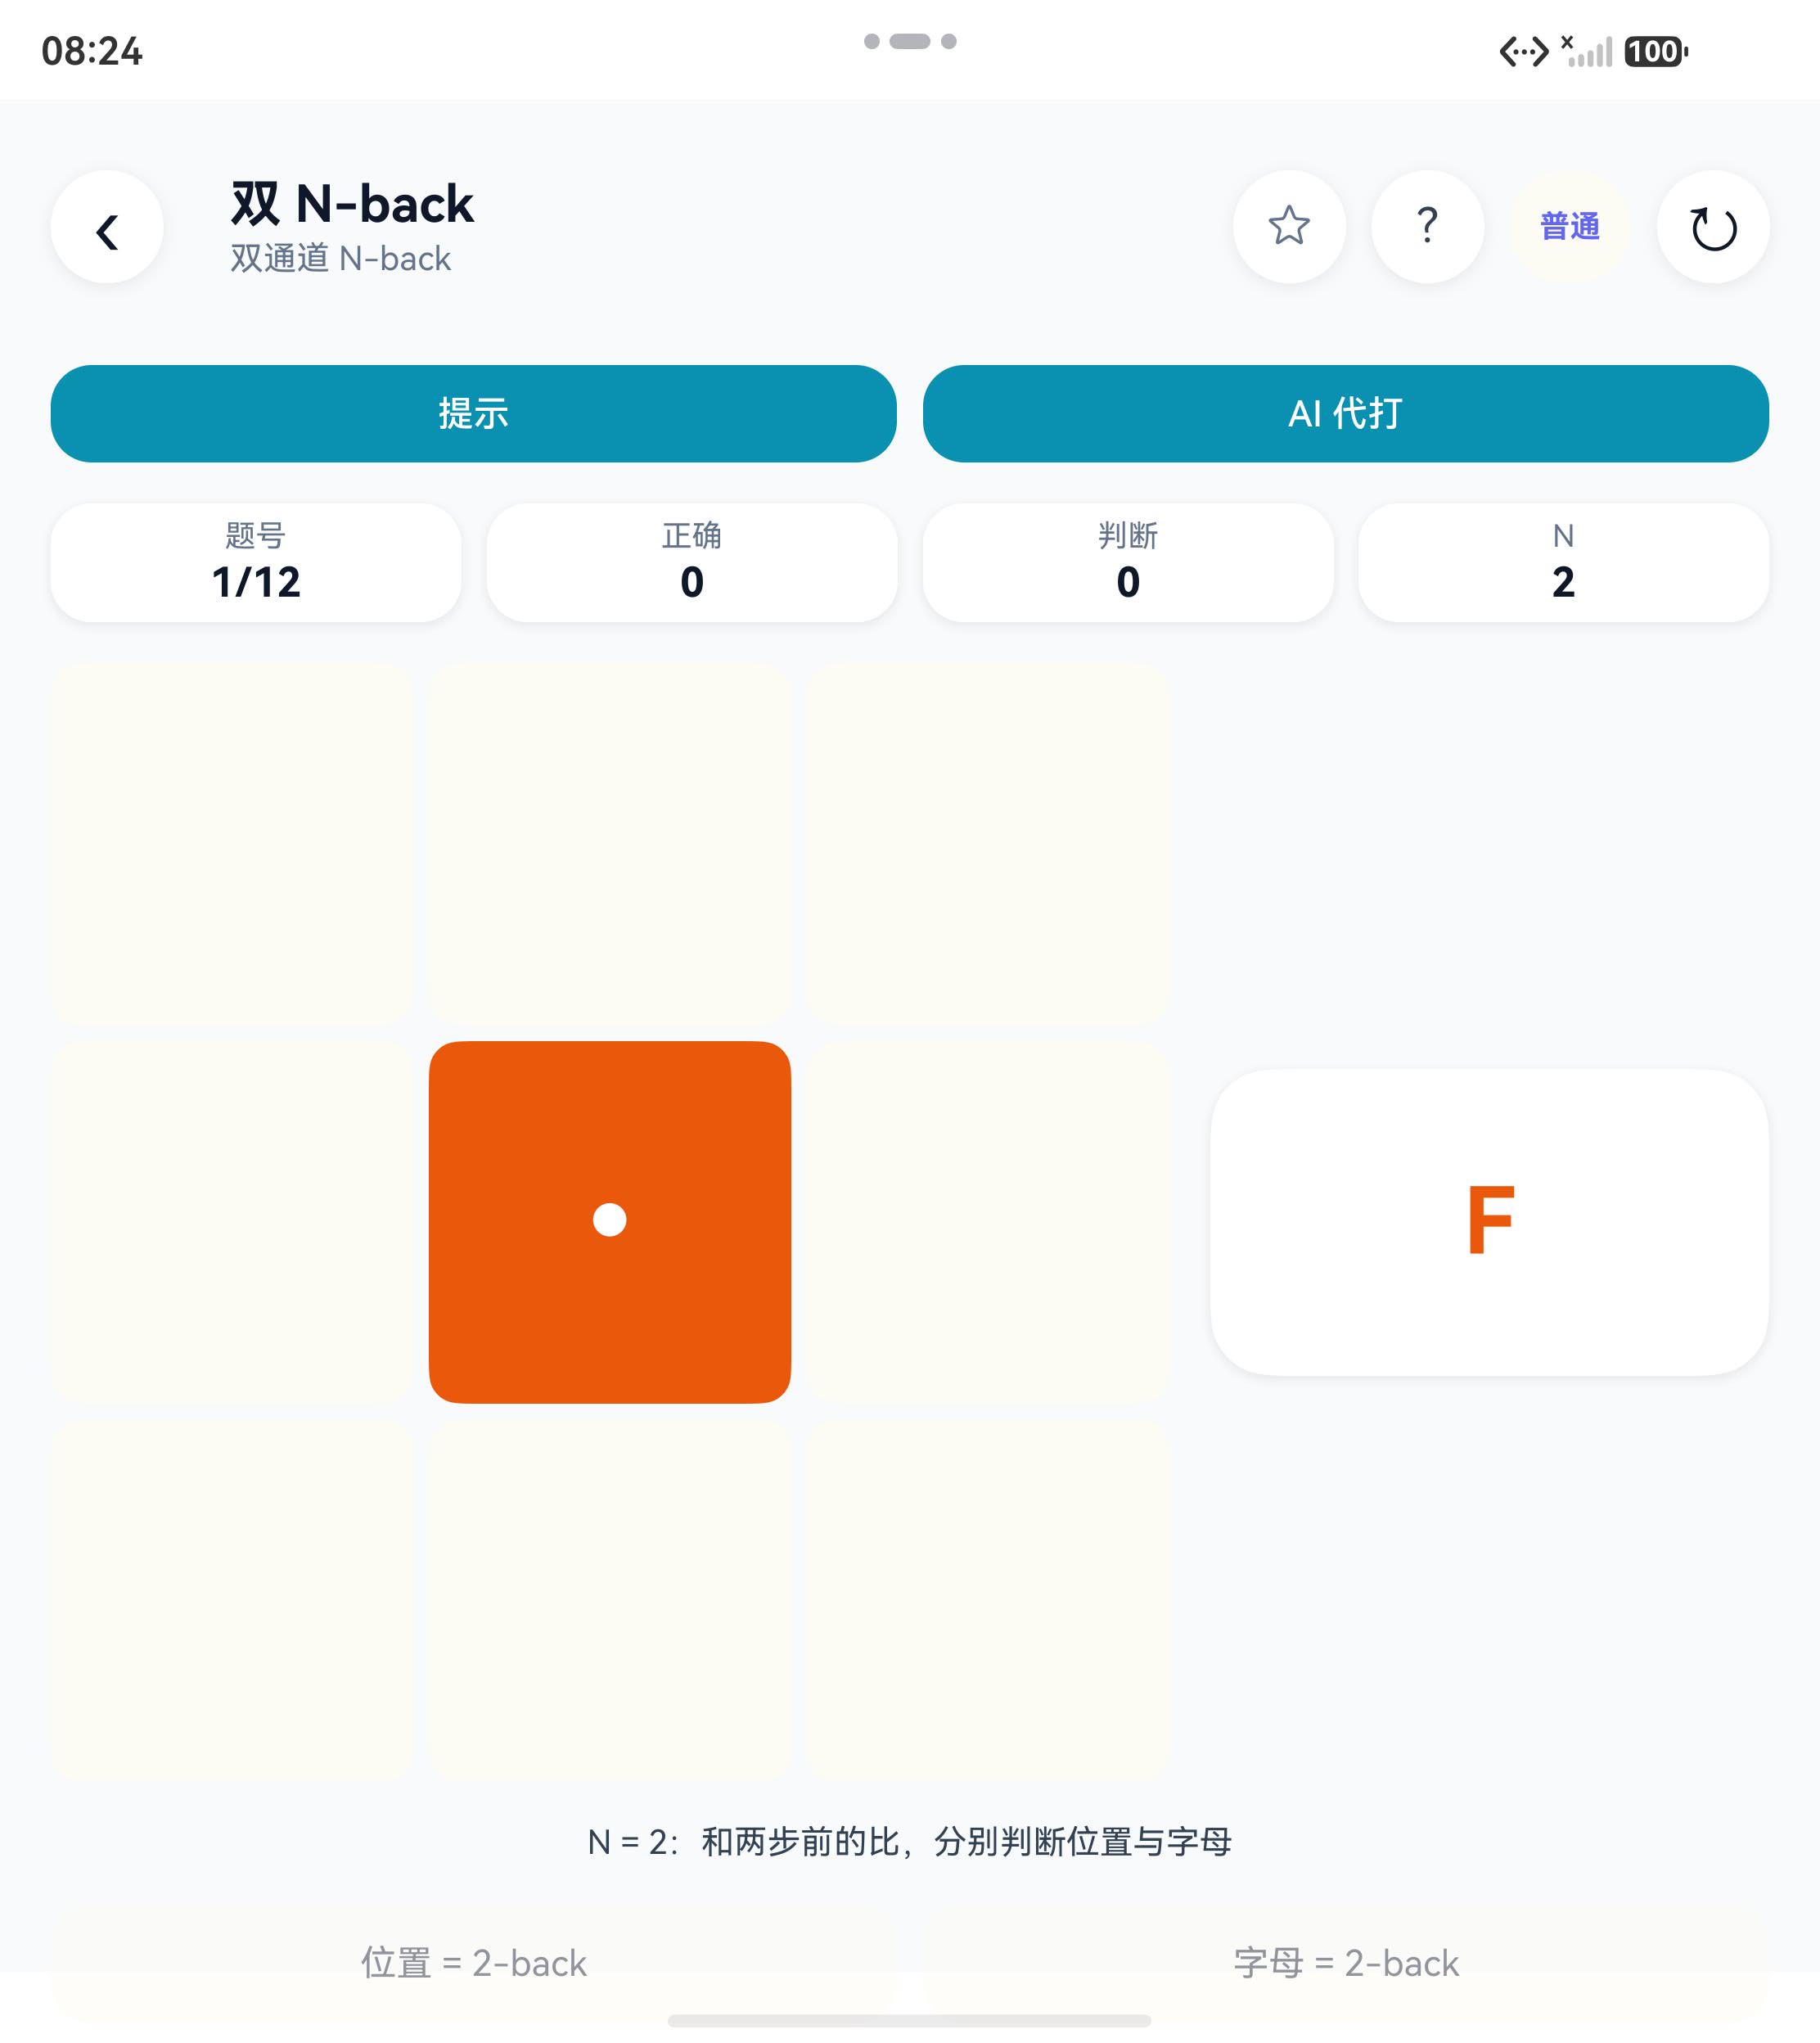 08:24
100
双 N-back
双通道 N-back
?
普通
提示
AI 代打
题号
1/12
正确
0
判断
0
N
2
F
N = 2：和两步前的比，分别判断位置与字母
位置 = 2-back
字母 = 2-back